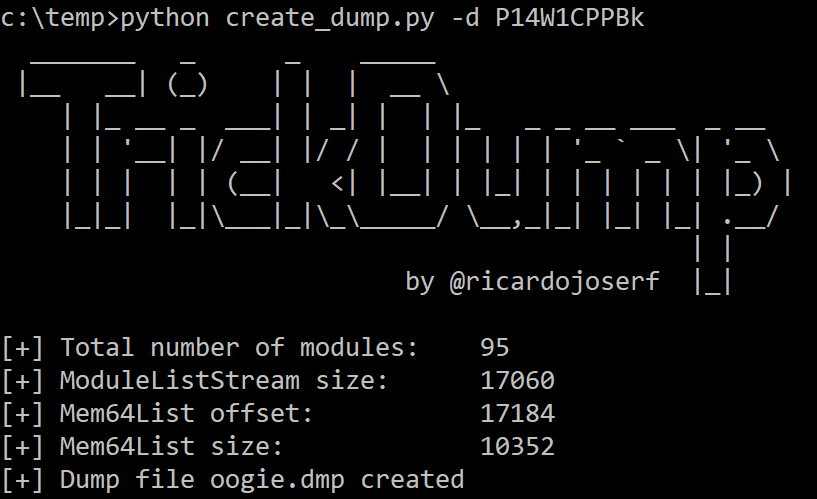 c:\temp>python create_dump.py -d P14W1CPPBk
TrickDump
by @ricardojoserf
[+] Total number of modules: 95
[+] ModuleListStream size: 17060
[+] Mem64List offset: 17184
[+] Mem64List size: 10352
[+] Dump file oogie.dmp created